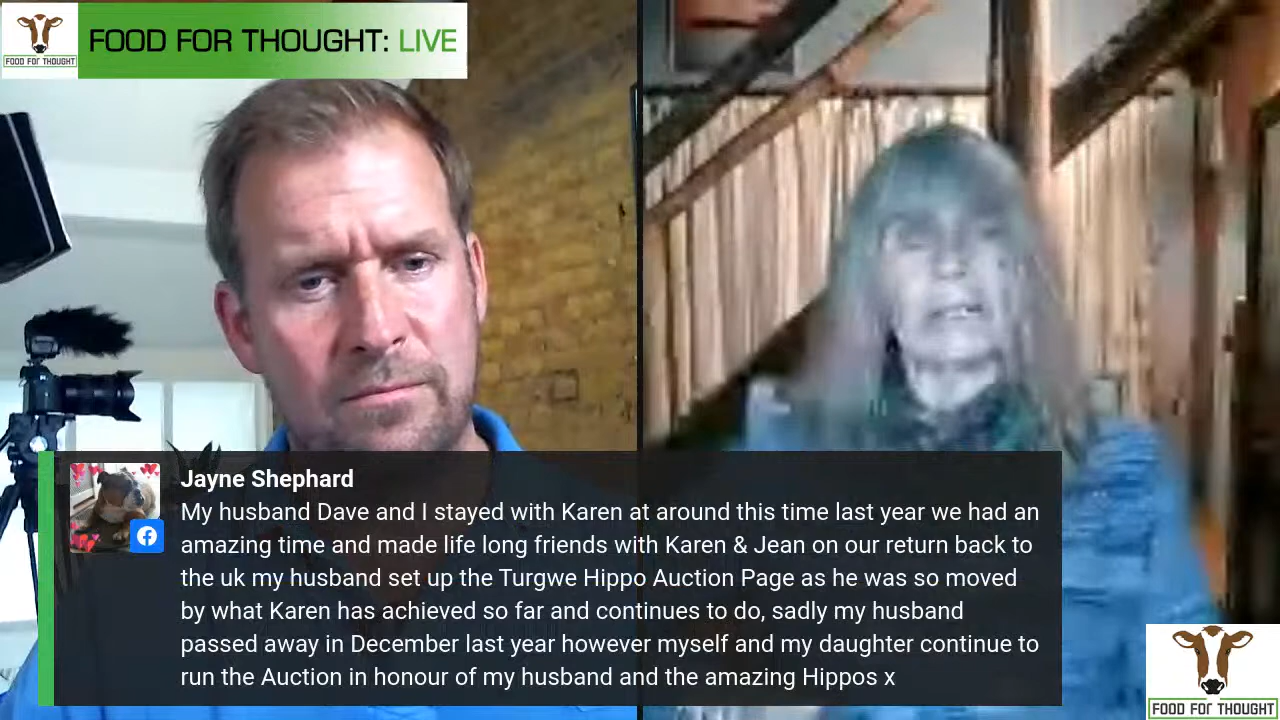 FOOD FOR THOUGHT
FOOD FOR THOUGHT: LIVE
Jayne Shephard
My husband Dave and I stayed with Karen at around this time last year we had an
amazing time and made life long friends with Karen & Jean on our return back to
the uk my husband set up the Turgwe Hippo Auction Page as he was so moved
by what Karen has achieved so far and continues to do, sadly my husband
passed away in December last year however myself and my daughter continue to
run the Auction in honour of my husband and the amazing Hippos x
FOOD FOR THOUGHT